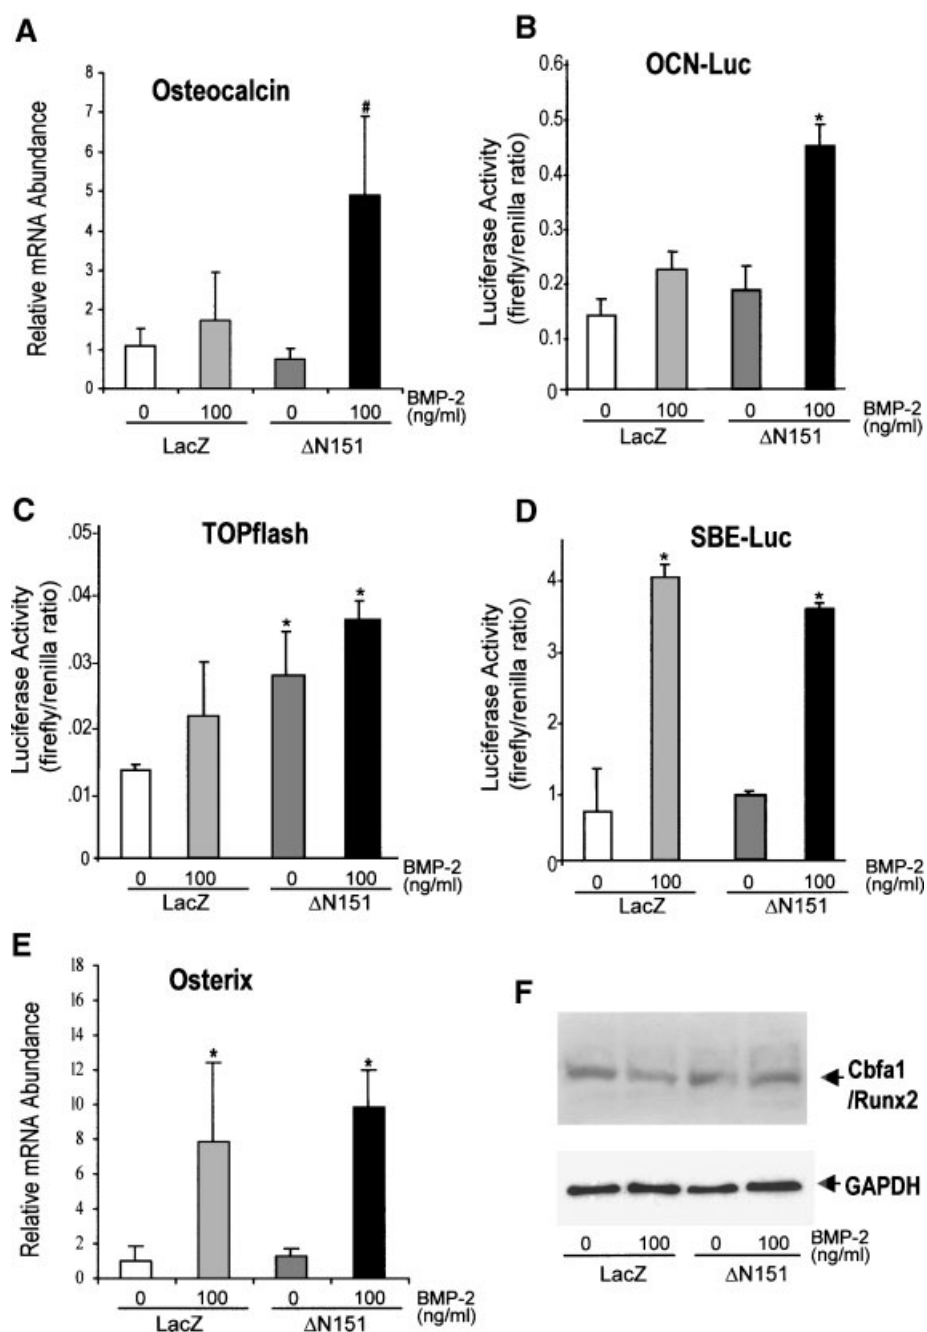 A
Osteocalcin
Relative mRNA Abundance
8
7
6
5
4
3
2
1
0
0 100 0 100 BMP-2
(ng/ml)
LacZ ΔN151
B
OCN-Luc
Luciferase Activity
(firefly/renilla ratio)
0.6
0.5
0.4
0.3
0.2
0.1
0
*
0 100 0 100 BMP-2
(ng/ml)
LacZ ΔN151
#
C
TOPflash
Luciferase Activity
(firefly/renilla ratio)
.05
.04
.03
.02
.01
0
* *
0 100 0 100 BMP-2
(ng/ml)
LacZ ΔN151
D
SBE-Luc
Luciferase Activity
(firefly/renilla ratio)
4
3
2
1
0
* *
0 100 0 100 BMP-2
(ng/ml)
LacZ ΔN151
E
Osterix
Relative mRNA Abundance
18
16
14
12
10
8
6
4
2
0
* *
0 100 0 100 BMP-2
(ng/ml)
LacZ ΔN151
F
Cbfa1
/Runx2
GAPDH
0 100 0 100 BMP-2
(ng/ml)
LacZ ΔN151